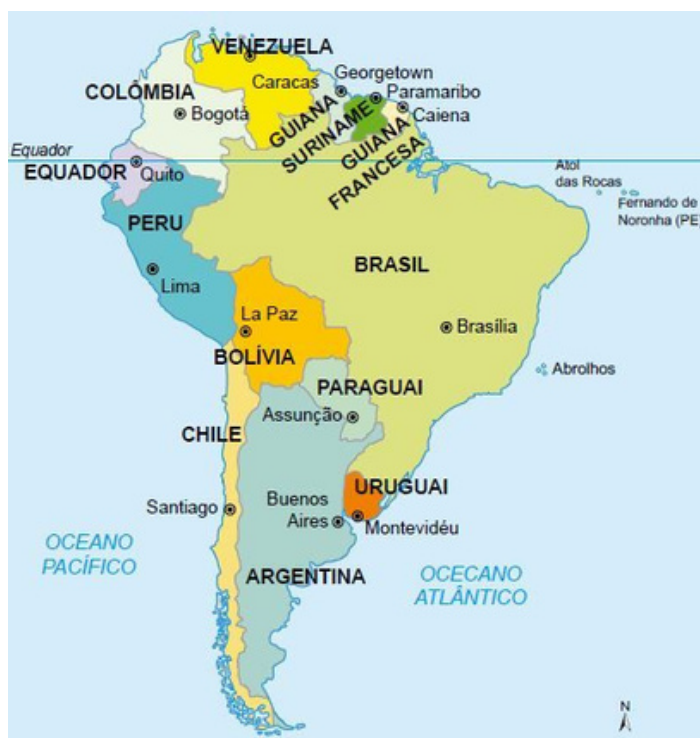 VENEZUELA
Caracas
Georgetown
Paramaribo
Caiena
COLÔMBIA
Bogotá
GUIANA
SURINAME
GUIANA
FRANCESA
Equador
EQUADOR
Quito
Atol
das Rocas
Fernando de
Noronha (PE)
PERU
Lima
BRASIL
Brasília
La Paz
BOLÍVIA
Abrolhos
PARAGUAI
Assunção
CHILE
URUGUAI
Santiago
Buenos
Aires
Montevidéu
OCEANO
PACÍFICO
ARGENTINA
OCECANO
ATLÂNTICO
N